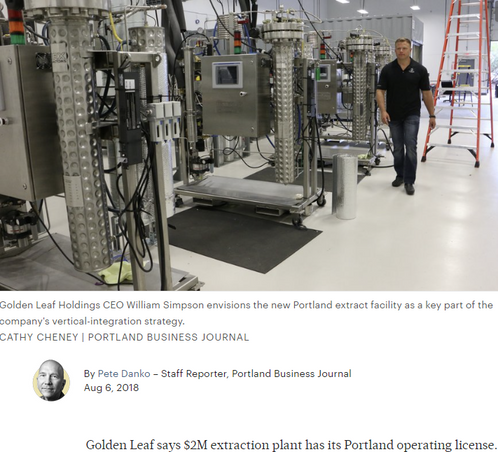 Golden Leaf Holdings CEO William Simpson envisions the new Portland extract facility as a key part of the
company's vertical-integration strategy.
CATHY CHENEY | PORTLAND BUSINESS JOURNAL
By Pete Danko – Staff Reporter, Portland Business Journal
Aug 6, 2018
Golden Leaf says $2M extraction plant has its Portland operating license.